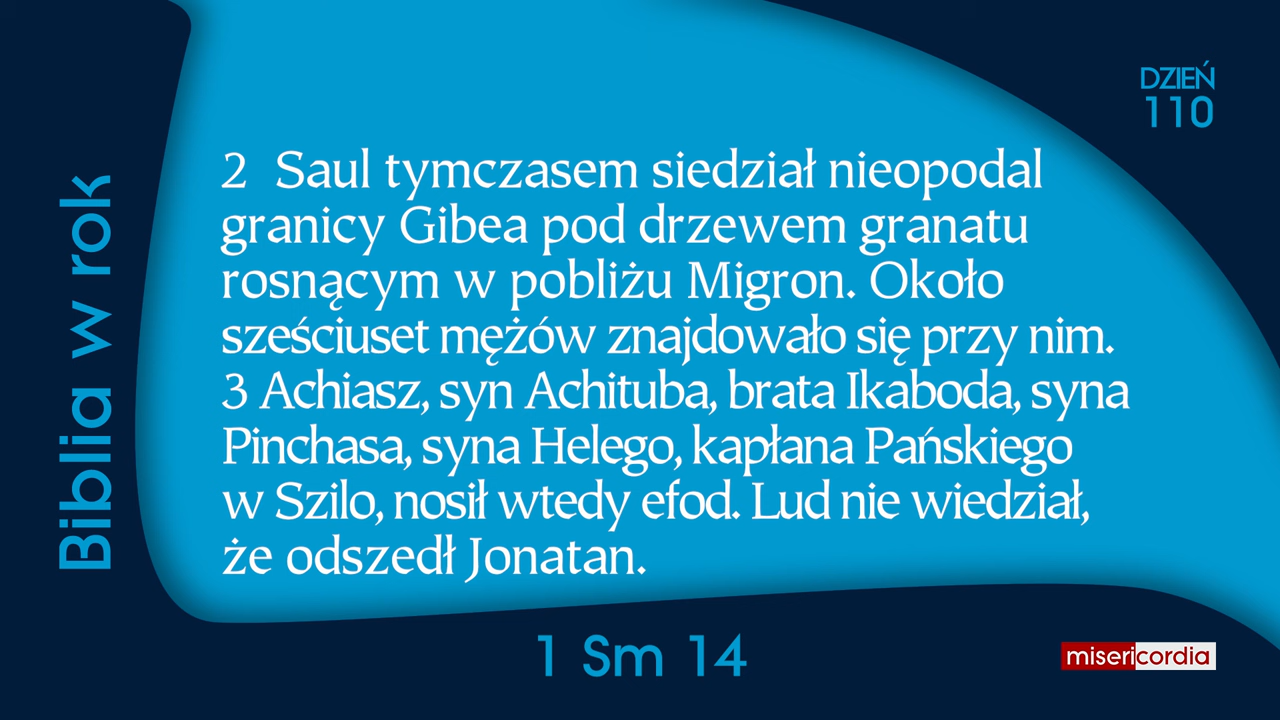 DZIEŃ
110
Biblia w rok
2 Saul tymczasem siedział nieopodal
granicy Gibea pod drzewem granatu
rosnącym w pobliżu Migron. Około
sześciuset mężów znajdowało się przy nim.
3 Achiasz, syn Achituba, brata Ikaboda, syna
Pinchasa, syna Helego, kapłana Pańskiego
w Szilo, nosił wtedy efod. Lud nie wiedział,
że odszedł Jonatan.
1 Sm 14
misericordia